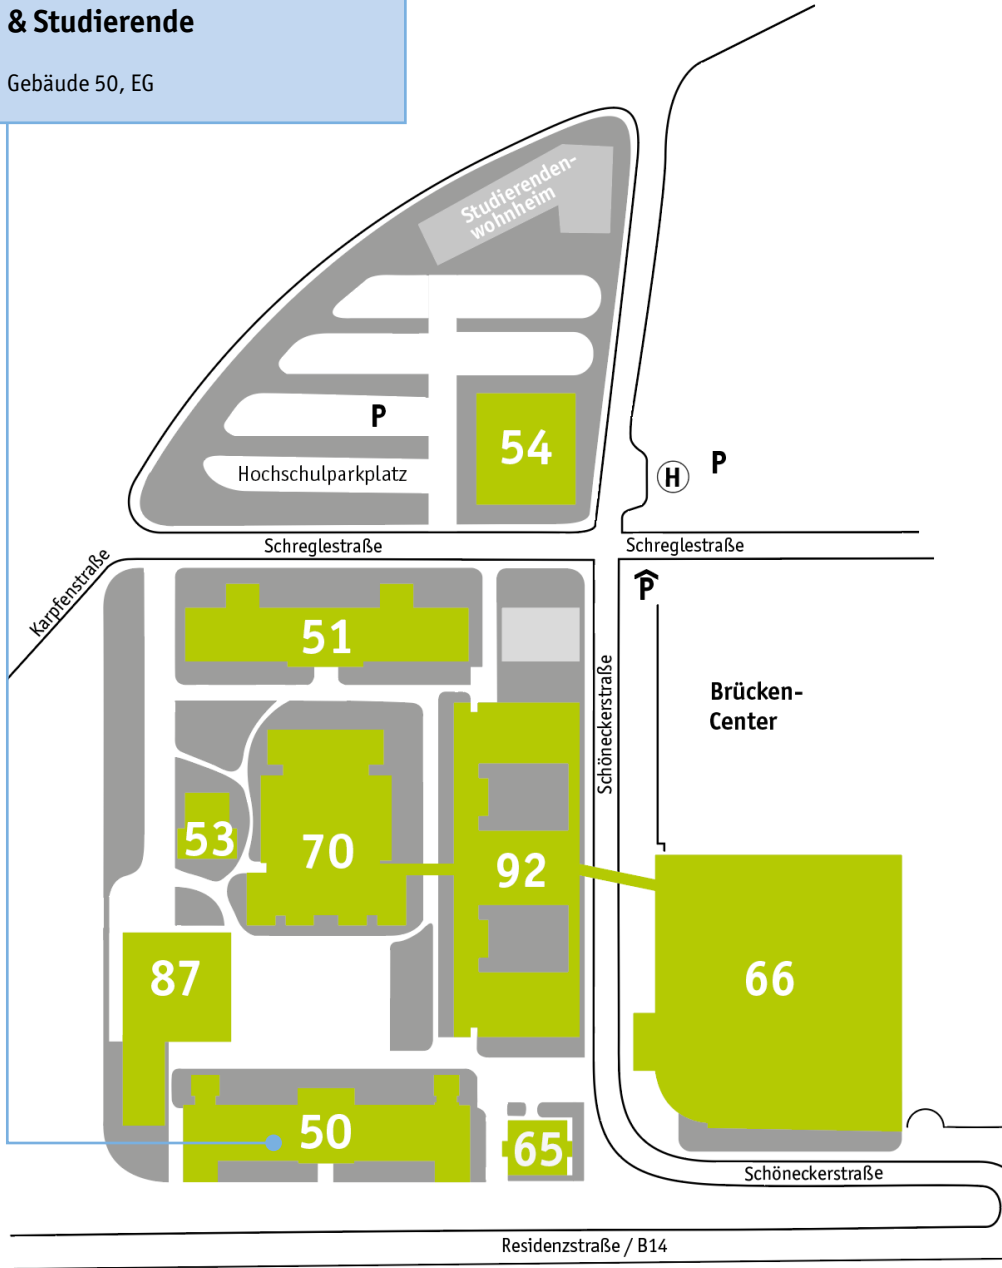 & Studierende
Gebäude 50, EG
Studierenden-
wohnheim
P
54
Hochschulparkplatz
H
P
Schreglestraße
Schreglestraße
Karpfenstraße
P
51
Schöneckerstraße
Brücken-
Center
53
70
92
87
66
50
65
Schöneckerstraße
Residenzstraße / B14